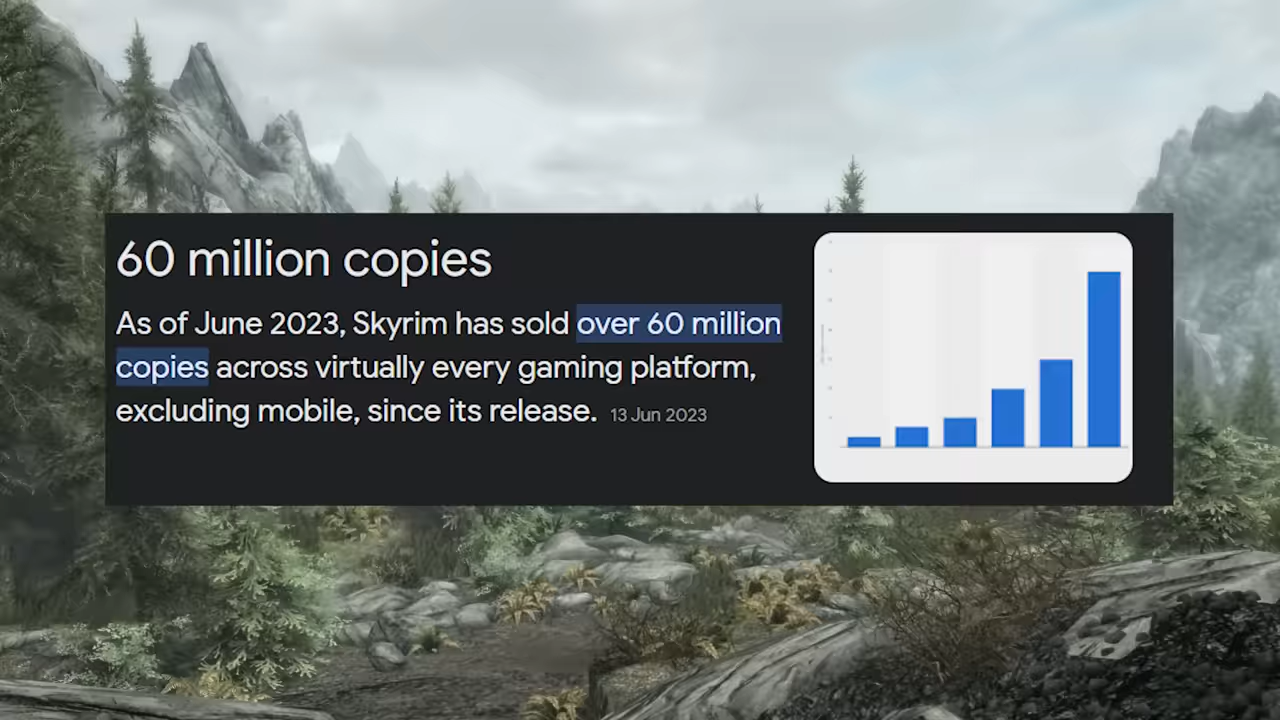 60 million copies
As of June 2023, Skyrim has sold over 60 million
copies across virtually every gaming platform,
excluding mobile, since its release. 13 Jun 2023